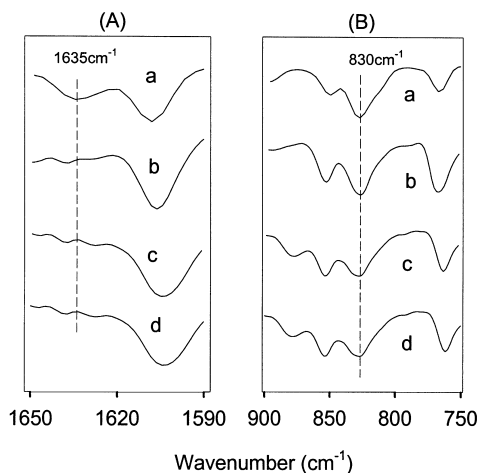 (A)
(B)
1635cm⁻¹
830cm⁻¹
a
a
b
b
c
c
d
d
1650 1620 1590
900 850 800 750
Wavenumber (cm⁻¹)